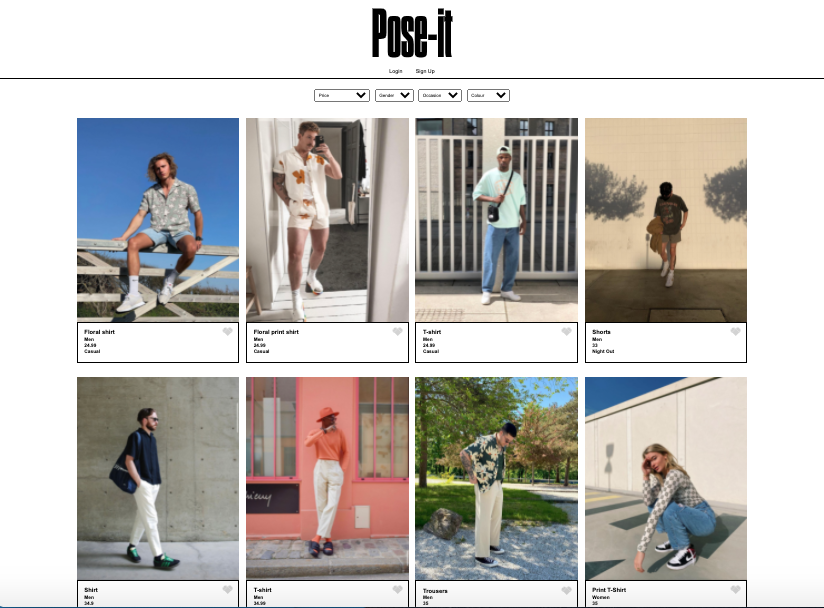 Pose-it
Login Sign Up
Price Gender Occasion Colour
Floral shirt
Men
24.99
Casual
Floral print shirt
Men
24.99
Casual
T-shirt
Men
24.99
Casual
Shorts
Men
33
Night Out
Shirt
Men
34.9
T-shirt
Men
34.99
Trousers
Men
35
Print T-Shirt
Women
35